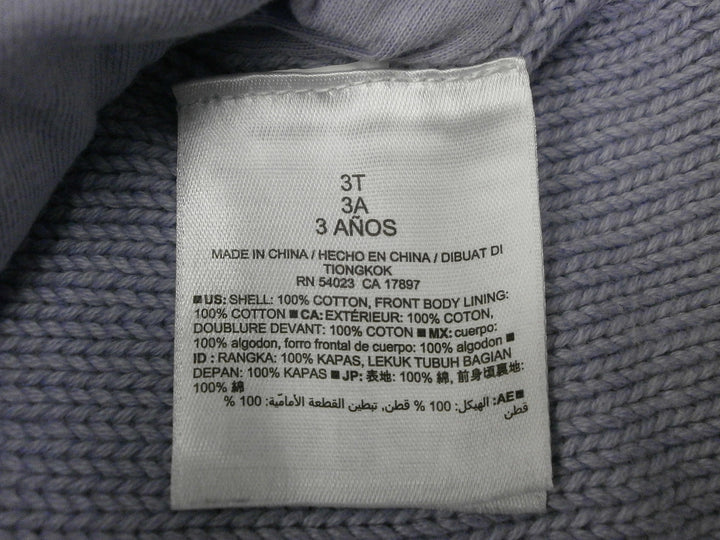 3T
3A
3 AÑOS
MADE IN CHINA / HECHO EN CHINA / DIBUAT DI
TIONGKOK
RN 54023 CA 17897
■US: SHELL: 100% COTTON, FRONT BODY LINING:
100% COTTON ■ CA: EXTÉRIEUR: 100% COTON,
DOUBLURE DEVANT: 100% COTON ■ MX: cuerpo:
100% algodon, forro frontal de cuerpo: 100% algodon ■
ID : RANGKA: 100% KAPAS, LEKUK TUBUH BAGIAN
DEPAN: 100% KAPAS ■ JP: 表地: 100% 綿, 前身頃裏地:
100% 綿
■AE: الهيكل: 100 % قطن, تبطين القطعة الأمامية: 100 %
قطن